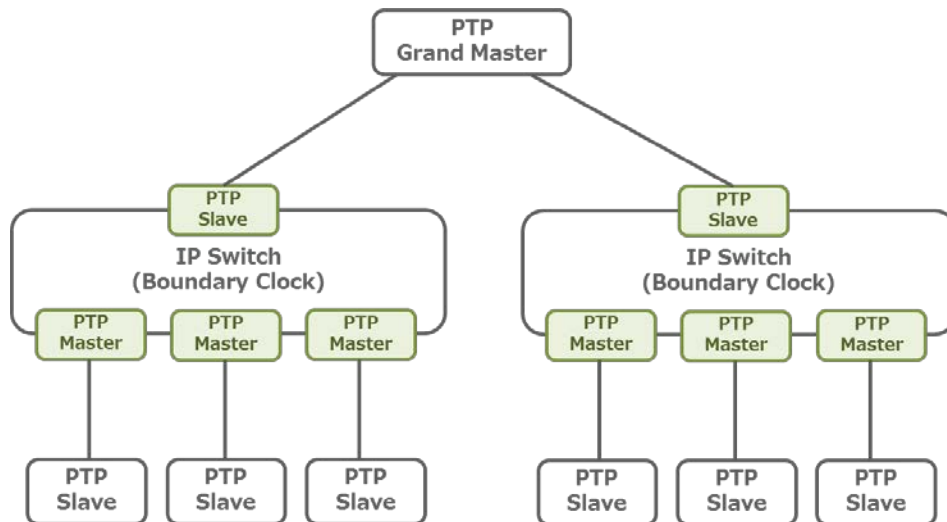 PTP
Grand Master
PTP
Slave
IP Switch
(Boundary Clock)
PTP
Master
PTP
Master
PTP
Master
PTP
Slave
PTP
Slave
PTP
Slave
PTP
Slave
IP Switch
(Boundary Clock)
PTP
Master
PTP
Master
PTP
Master
PTP
Slave
PTP
Slave
PTP
Slave